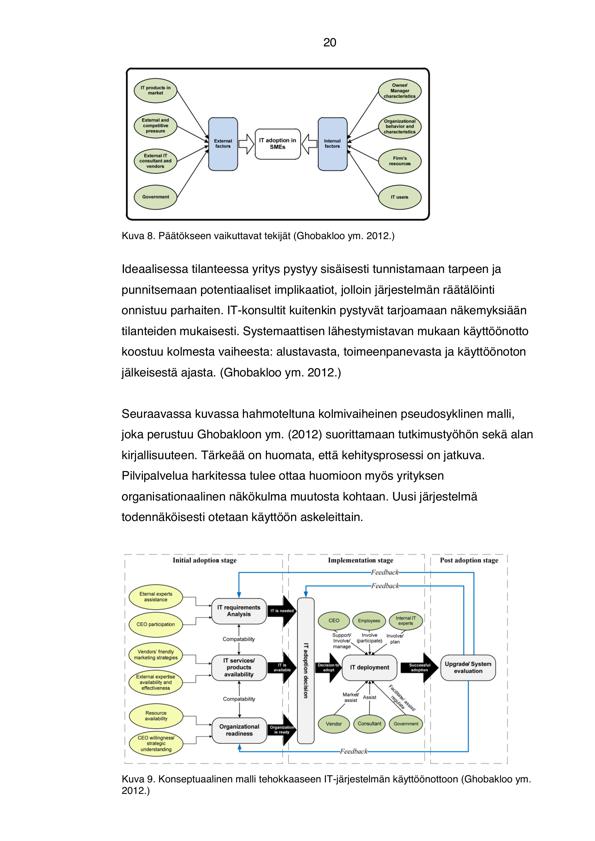 20
IT products in
market
External and
competitive
pressure
External IT
consultant and
vendors
Government
External
factors
IT adoption in
SMEs
Internal
factors
Owner/
Manager
characteristics
Organizational
behavior and
characteristics
Firm's
resources
IT users
Kuva 8. Päätökseen vaikuttavat tekijät (Ghobakloo ym. 2012.)
Ideaalisessa tilanteessa yritys pystyy sisäisesti tunnistamaan tarpeen ja
punnitsemaan potentiaaliset implikaatiot, jolloin järjestelmän räätälöinti
onnistuu parhaiten. IT-konsultit kuitenkin pystyvät tarjoamaan näkemyksiään
tilanteiden mukaisesti. Systemaattisen lähestymistavan mukaan käyttöönotto
koostuu kolmesta vaiheesta: alustavasta, toimeenpanevasta ja käyttöönoton
jälkeisestä ajasta. (Ghobakloo ym. 2012.)
Seuraavassa kuvassa hahmoteltuna kolmivaiheinen pseudosyklinen malli,
joka perustuu Ghobakloon ym. (2012) suorittamaan tutkimustyöhön sekä alan
kirjallisuuteen. Tärkeää on huomata, että kehitysprosessi on jatkuva.
Pilvipalvelua harkitessa tulee ottaa huomioon myös yrityksen
organisationaalinen näkökulma muutosta kohtaan. Uusi järjestelmä
todennäköisesti otetaan käyttöön askeleittain.
Initial adoption stage
Implementation stage
Post adoption stage
Feedback
Feedback
Eternal experts
assistance
CEO participation
Vendors' friendly
marketing strategies
External expertise
availability and
effectiveness
Resource
availability
CEO willingness/
strategic
understanding
IT requirements
Analysis
Compatability
IT services/
products
availability
Compatability
Organizational
readiness
IT is needed
IT is
available
Organization
is ready
IT adoption decision
Decision to
adopt
CEO
Employees
Internal IT
experts
Support/
Involve/
manage
Involve
(participate)
Involve/
plan
IT deployment
Market/
assist
Assist
Facilitate/ assist/
regulate
Vendor
Consultant
Government
Successful
adoption
Upgrade/ System
evaluation
Feedback
Kuva 9. Konseptuaalinen malli tehokkaaseen IT-järjestelmän käyttöönottoon (Ghobakloo ym.
2012.)